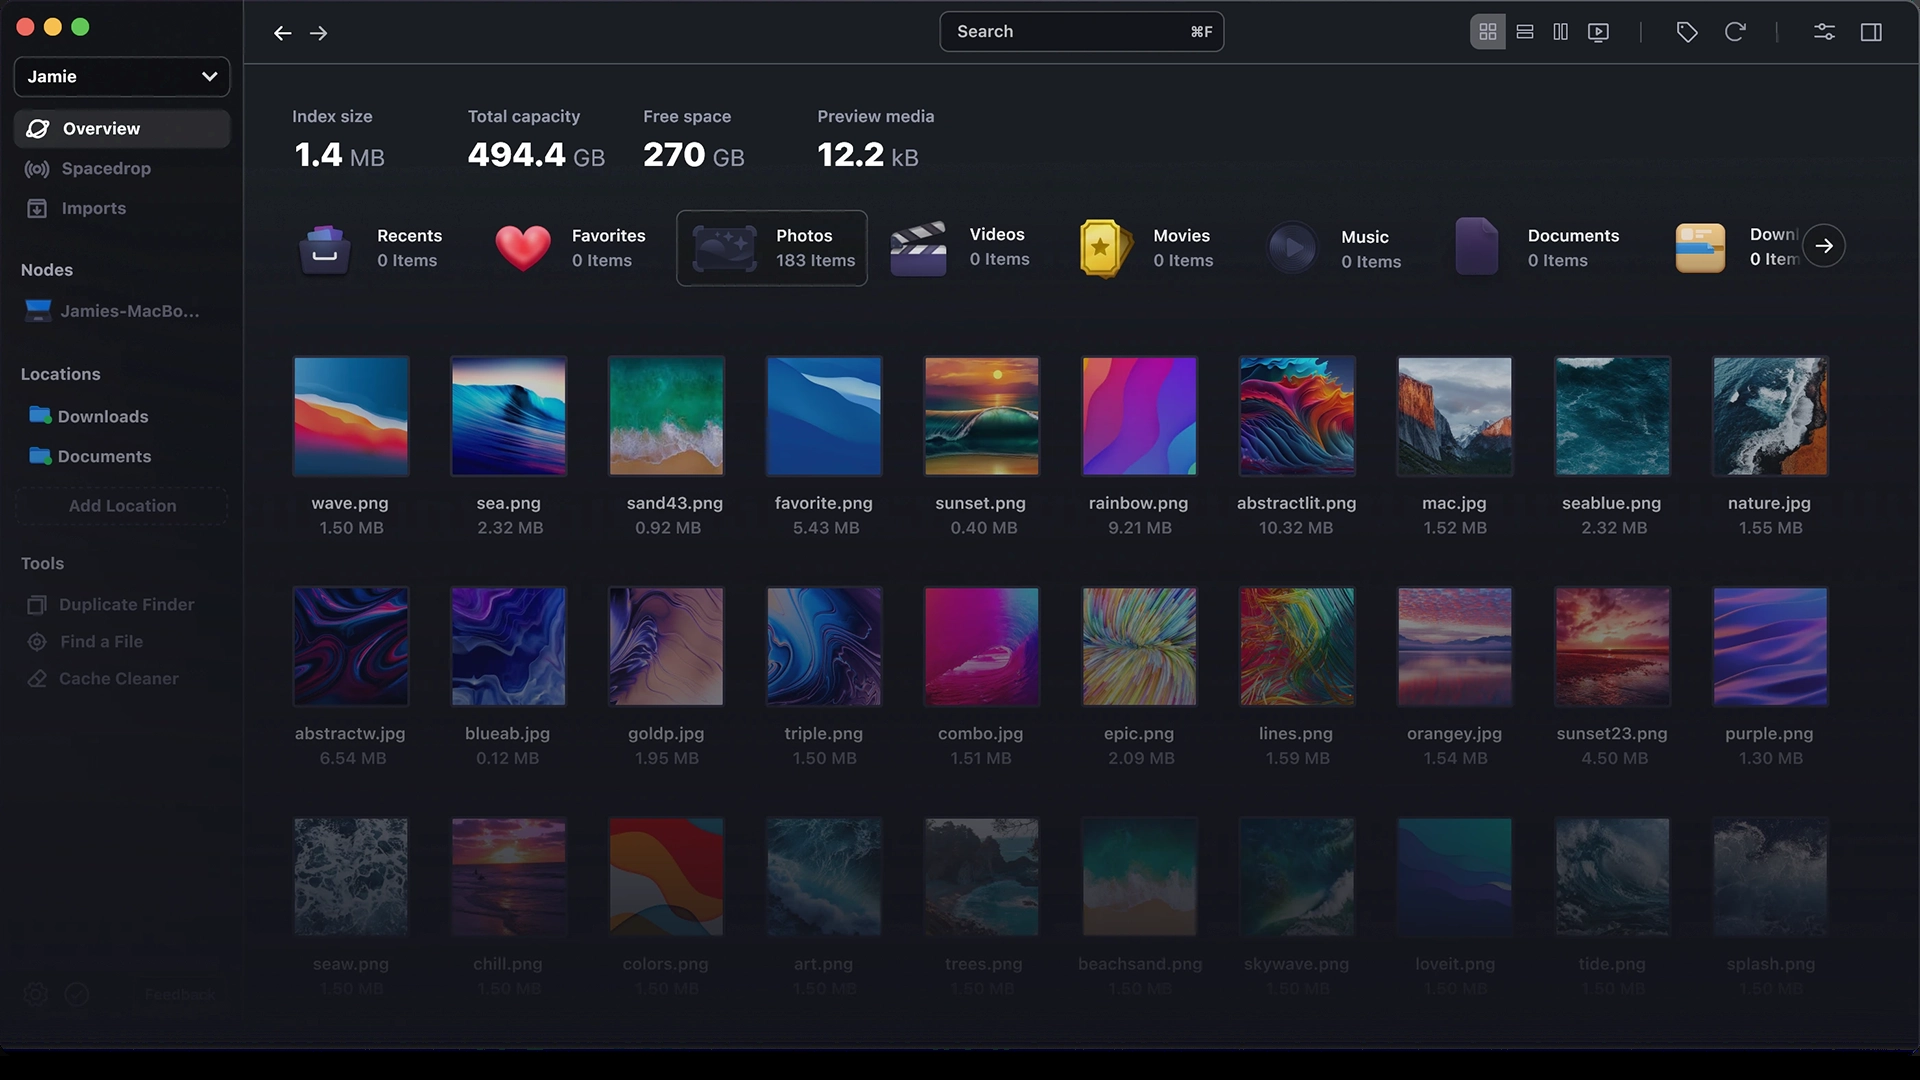 Jamie
Search ⌘F
Overview
Spacedrop
Imports
Nodes
Jamies-MacBo...
Locations
Downloads
Documents
Add Location
Tools
Duplicate Finder
Find a File
Cache Cleaner
Feedback
Index size Total capacity Free space Preview media
1.4 MB 494.4 GB 270 GB 12.2 kB
Recents Favorites Photos Videos Movies Music Documents Downl
0 Items 0 Items 183 Items 0 Items 0 Items 0 Items 0 Items 0 Item
wave.png sea.png sand43.png favorite.png sunset.png rainbow.png abstractlit.png mac.jpg seablue.png nature.jpg
1.50 MB 2.32 MB 0.92 MB 5.43 MB 0.40 MB 9.21 MB 10.32 MB 1.52 MB 2.32 MB 1.55 MB
abstractw.jpg blueab.jpg goldp.jpg triple.png combo.jpg epic.png lines.png orangey.jpg sunset23.png purple.png
6.54 MB 0.12 MB 1.95 MB 1.50 MB 1.51 MB 2.09 MB 1.59 MB 1.54 MB 4.50 MB 1.30 MB
seaw.png chill.png colors.png art.png trees.png beachsand.png skywave.png loveit.png tide.png splash.png
1.50 MB 1.50 MB 1.50 MB 1.50 MB 1.50 MB 1.50 MB 1.50 MB 1.50 MB 1.50 MB 1.50 MB